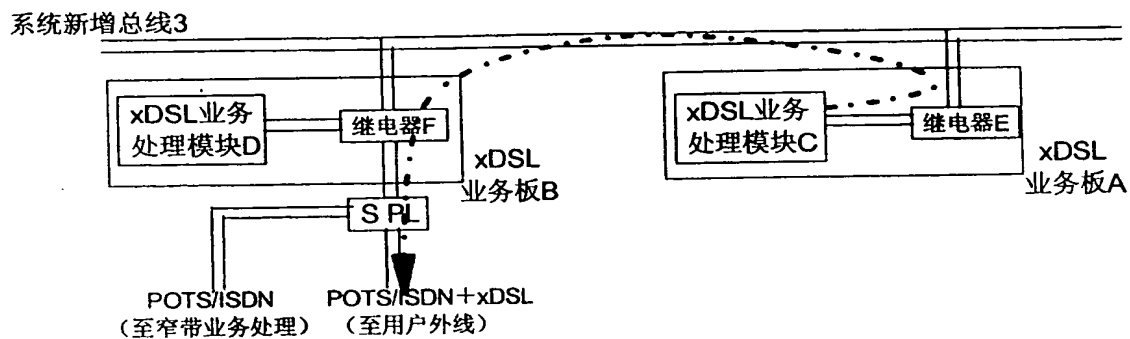 系统新增总线3
xDSL业务
处理模块D
继电器F
xDSL
业务板B
xDSL业务
处理模块C
继电器E
xDSL
业务板A
S PL
POTS/ISDN
（至窄带业务处理）
POTS/ISDN＋xDSL
（至用户外线）